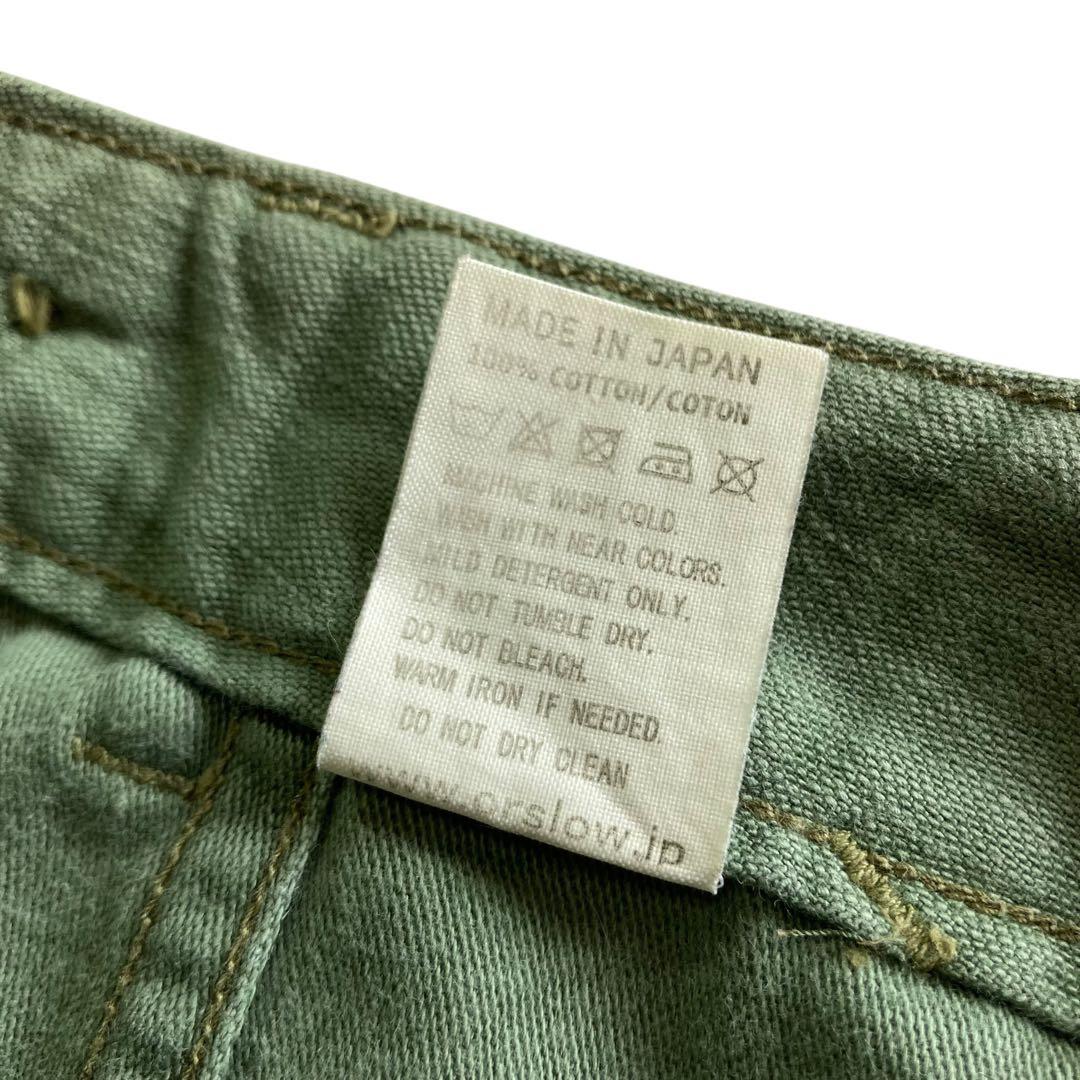 MADE IN JAPAN
100% COTTON/COTON
MACHINE WASH COLD.
WASH WITH NEAR COLORS.
MILD DETERGENT ONLY.
DO NOT TUMBLE DRY.
DO NOT BLEACH.
WARM IRON IF NEEDED.
DO NOT DRY CLEAN
www.orslow.jp